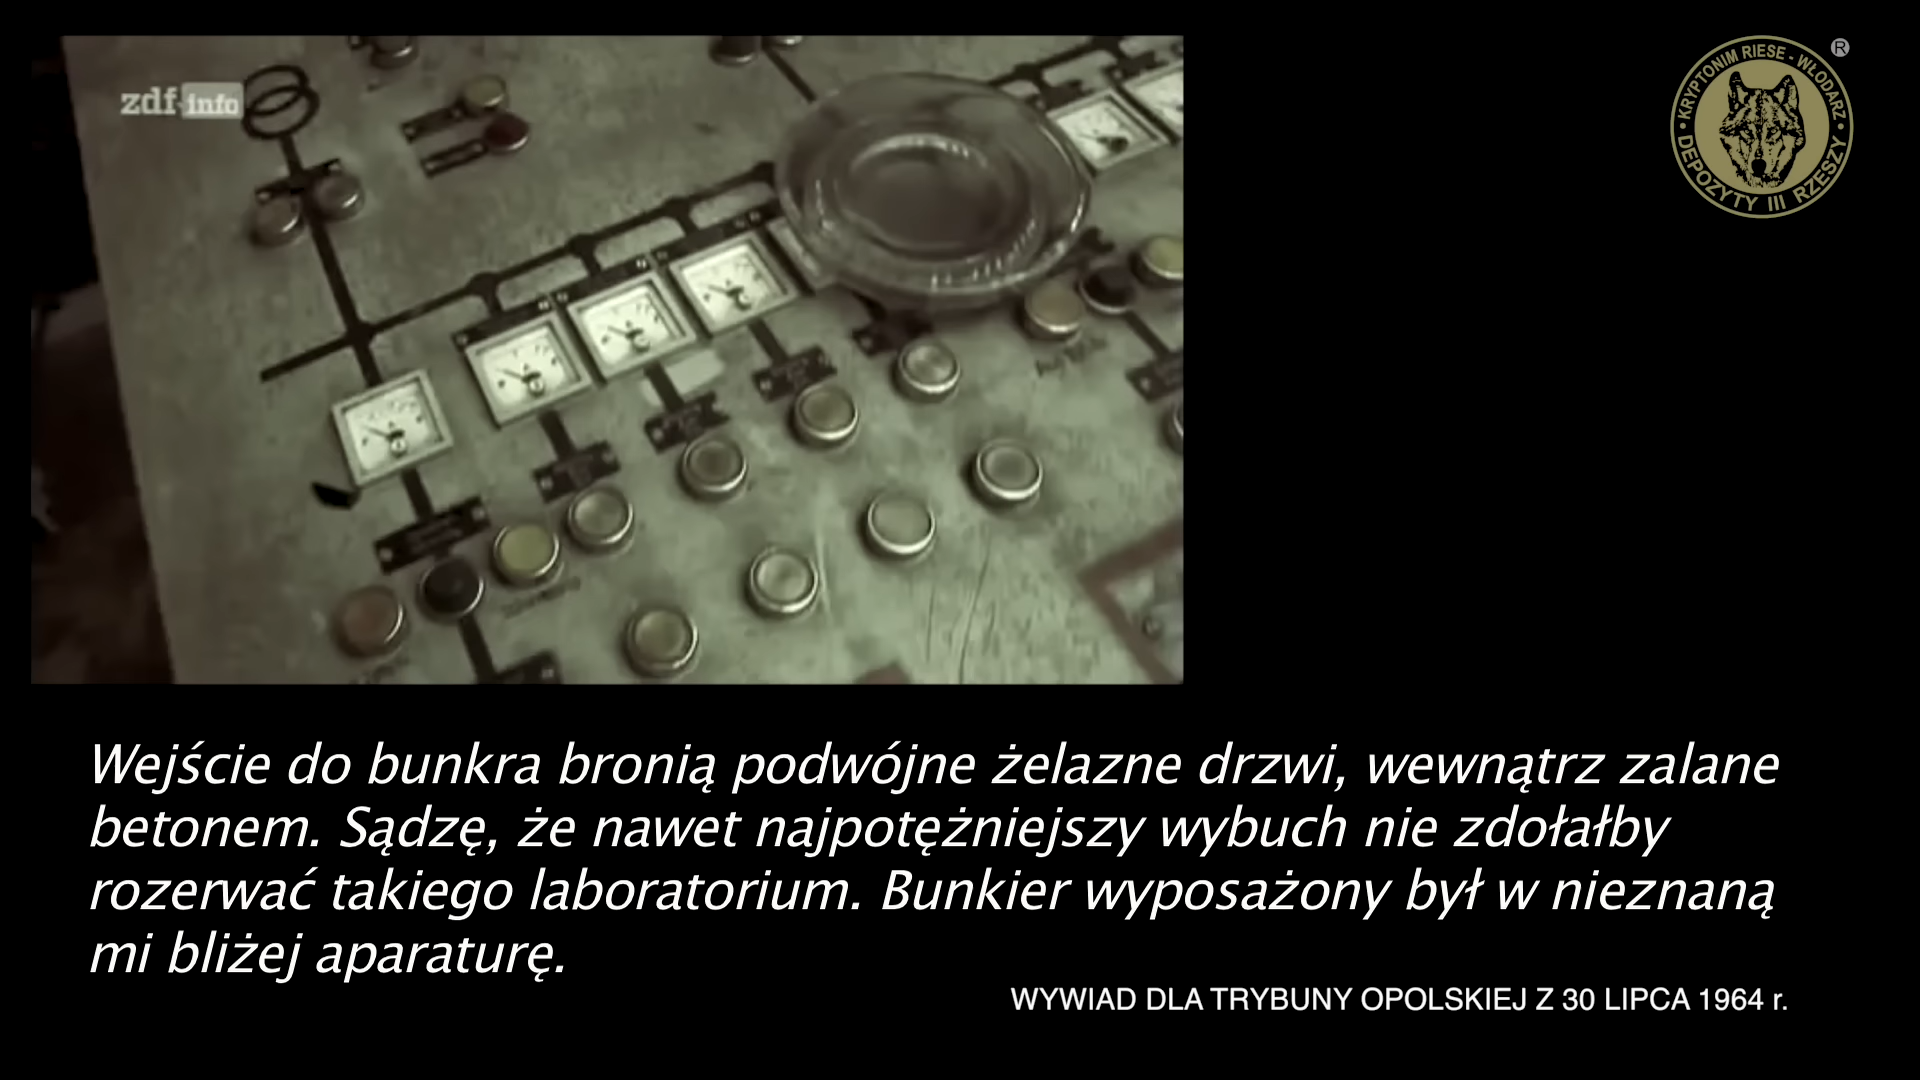 zdf info
KRYPTONIM RIESE - WŁODARZ
DEPOZYTY III RZESZY
R
Wejście do bunkra bronią podwójne żelazne drzwi, wewnątrz zalane
betonem. Sądzę, że nawet najpotężniejszy wybuch nie zdołałby
rozerwać takiego laboratorium. Bunkier wyposażony był w nieznaną
mi bliżej aparaturę.
WYWIAD DLA TRYBUNY OPOLSKIEJ Z 30 LIPCA 1964 r.